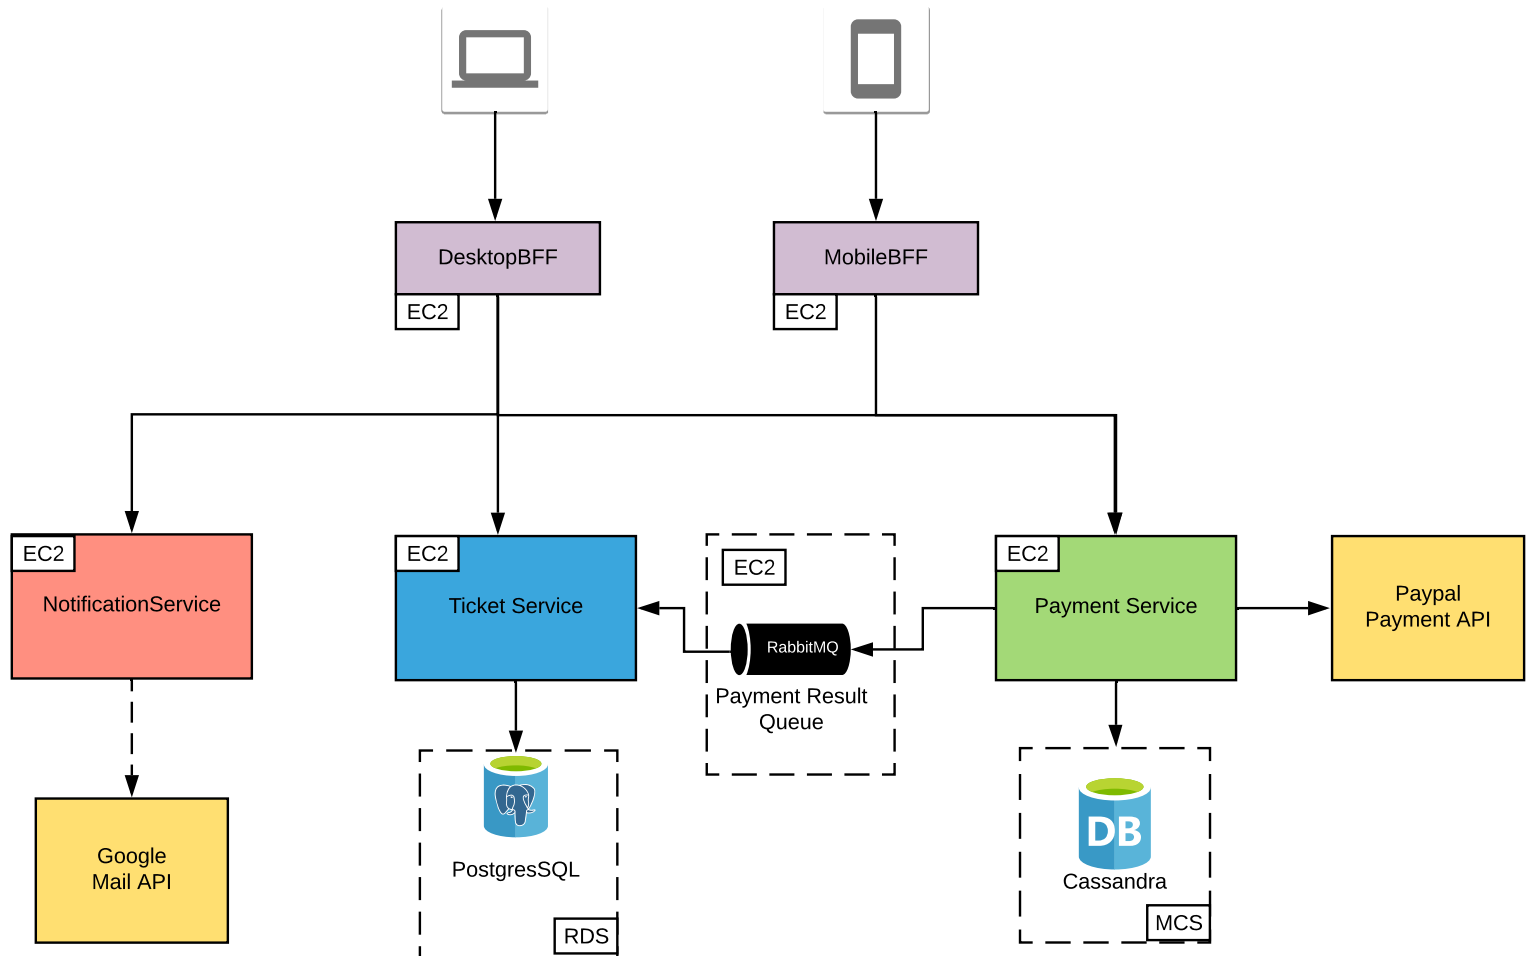 DesktopBFF
EC2
MobileBFF
EC2
EC2
NotificationService
EC2
Ticket Service
EC2
RabbitMQ
Payment Result
Queue
EC2
Payment Service
Paypal
Payment API
Google
Mail API
PostgresSQL
RDS
DB
Cassandra
MCS